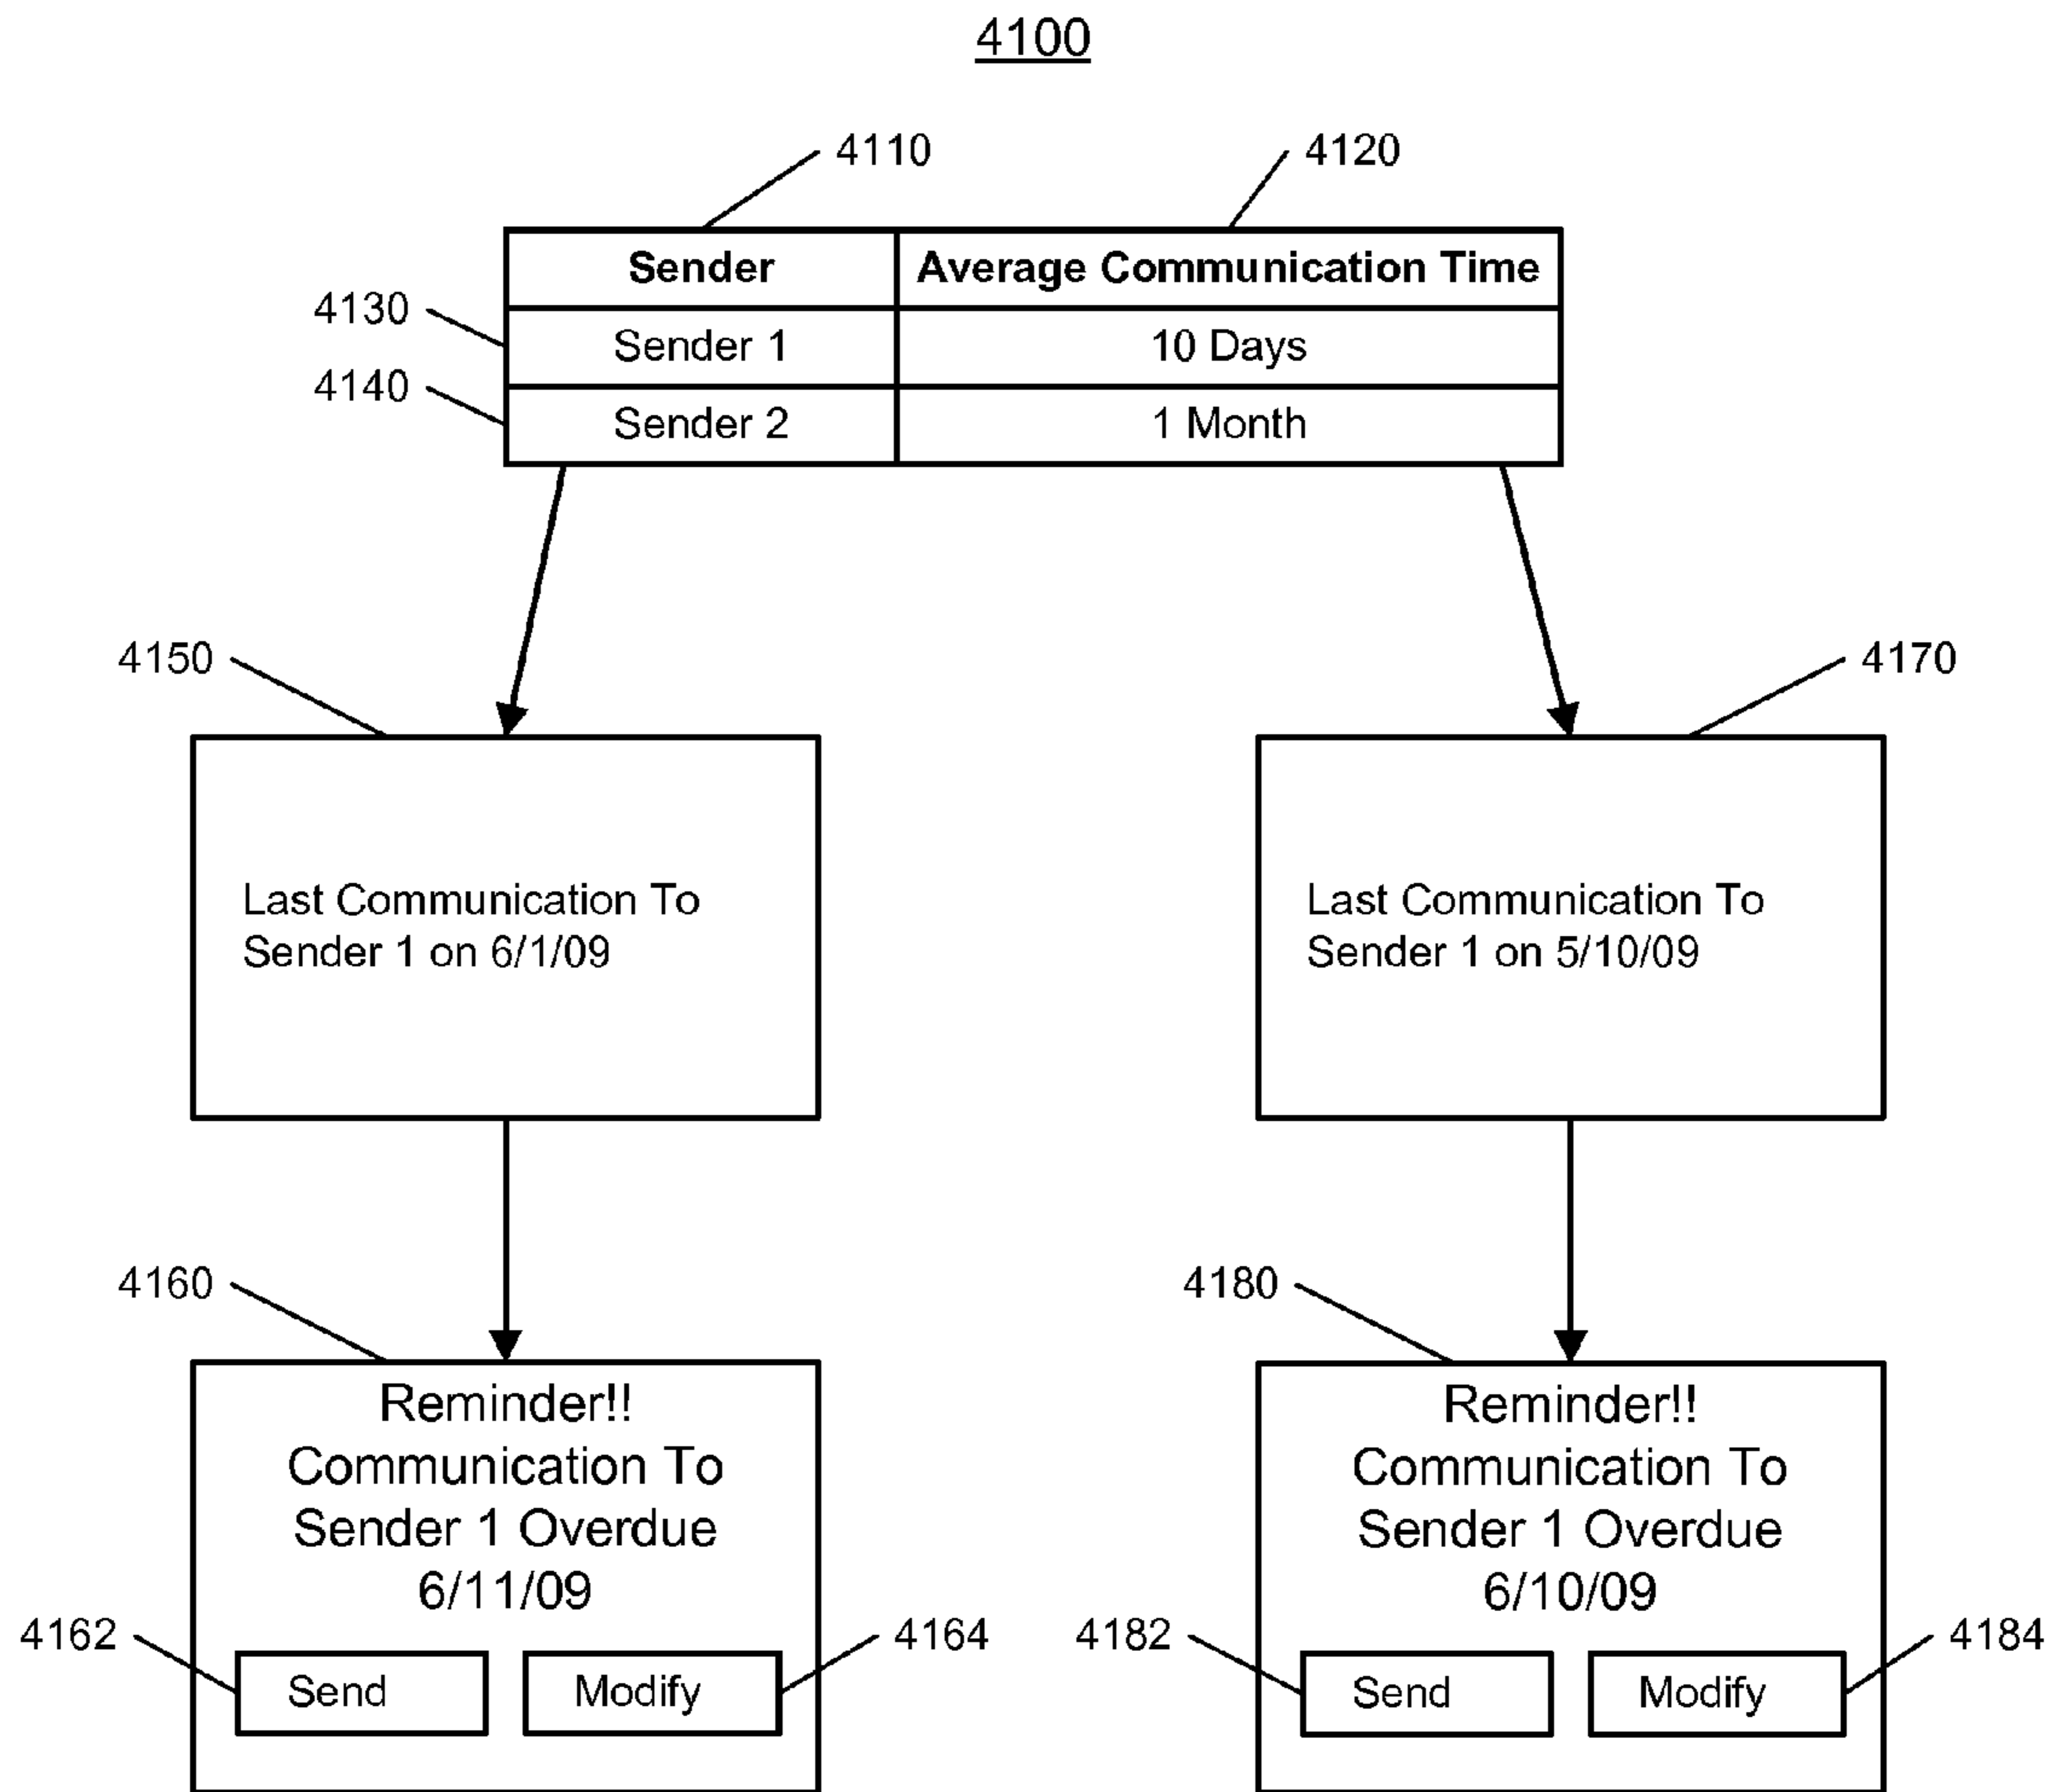 4100
4110
4120
Sender
Average Communication Time
4130
Sender 1
10 Days
4140
Sender 2
1 Month
4150
4170
Last Communication To
Sender 1 on 6/1/09
Last Communication To
Sender 1 on 5/10/09
4160
4180
Reminder!!
Communication To
Sender 1 Overdue
6/11/09
Reminder!!
Communication To
Sender 1 Overdue
6/10/09
4162
Send
Modify
4164
4182
Send
Modify
4184